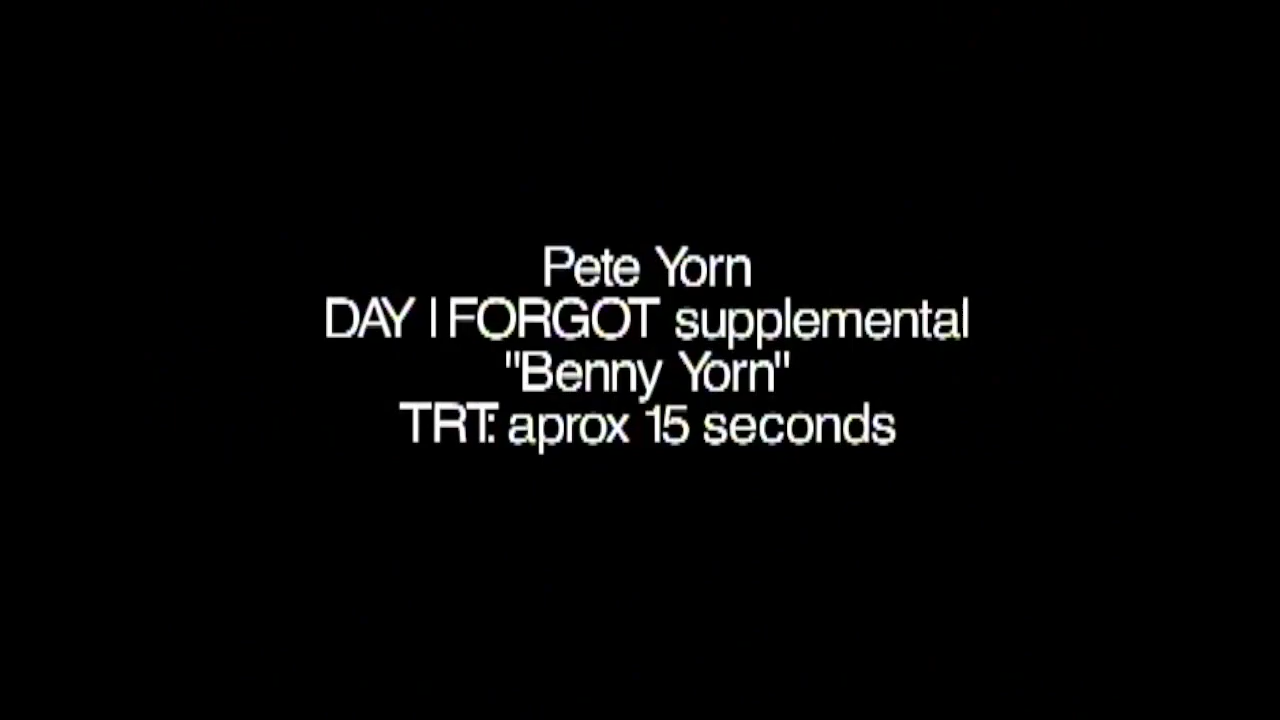 Pete Yorn
DAY I FORGOT supplemental
"Benny Yorn"
TRT: aprox 15 seconds